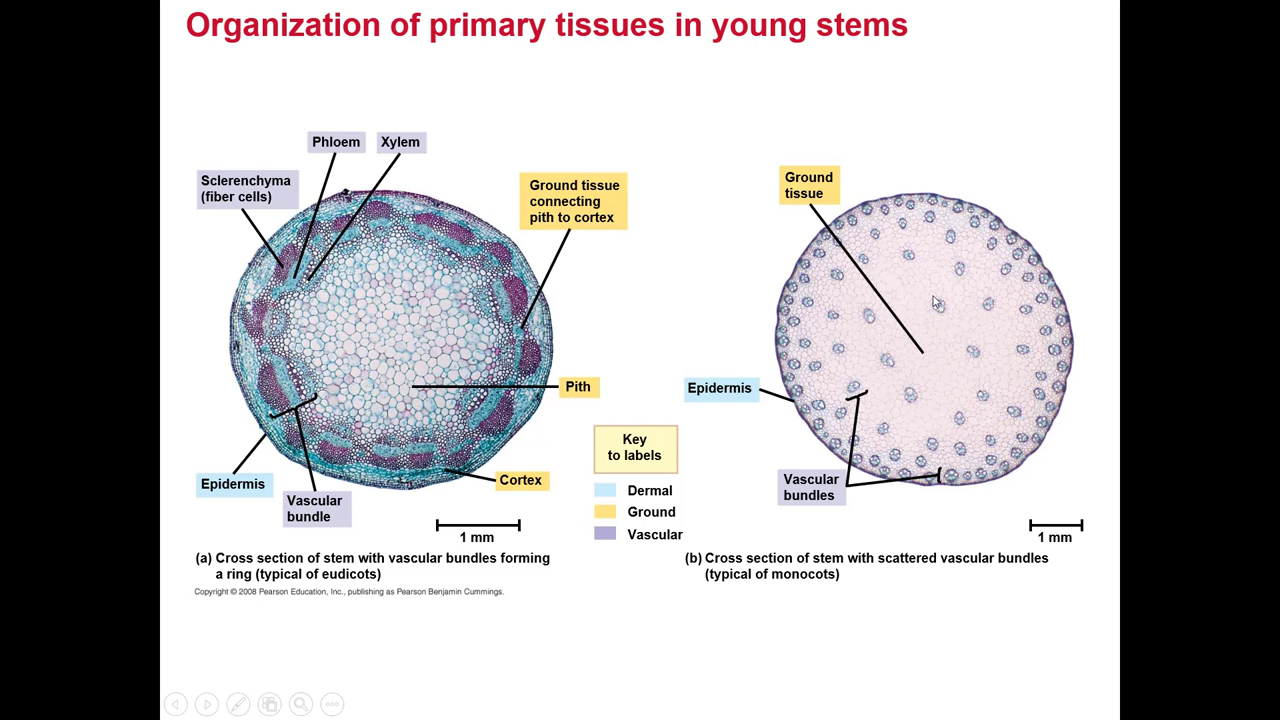 Organization of primary tissues in young stems
Phloem
Xylem
Sclerenchyma
(fiber cells)
Ground tissue
connecting
pith to cortex
Pith
Cortex
Epidermis
Vascular
bundle
1 mm
(a) Cross section of stem with vascular bundles forming
a ring (typical of eudicots)
Copyright © 2008 Pearson Education, Inc., publishing as Pearson Benjamin Cummings.
Key
to labels
Dermal
Ground
Vascular
Ground
tissue
Epidermis
Vascular
bundles
1 mm
(b) Cross section of stem with scattered vascular bundles
(typical of monocots)